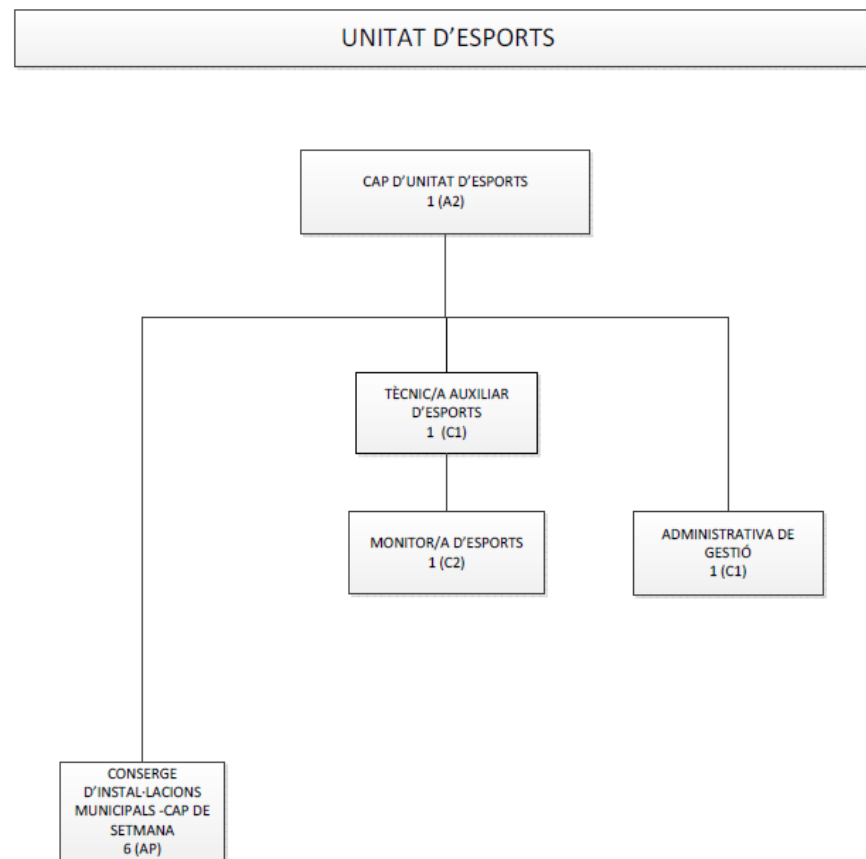 UNITAT D'ESPORTS
CAP D'UNITAT D'ESPORTS
1 (A2)
TÈCNIC/A AUXILIAR
D'ESPORTS
1 (C1)
MONITOR/A D'ESPORTS
1 (C2)
ADMINISTRATIVA DE
GESTIÓ
1 (C1)
CONSERGE
D'INSTAL·LACIONS
MUNICIPALS -CAP DE
SETMANA
6 (AP)